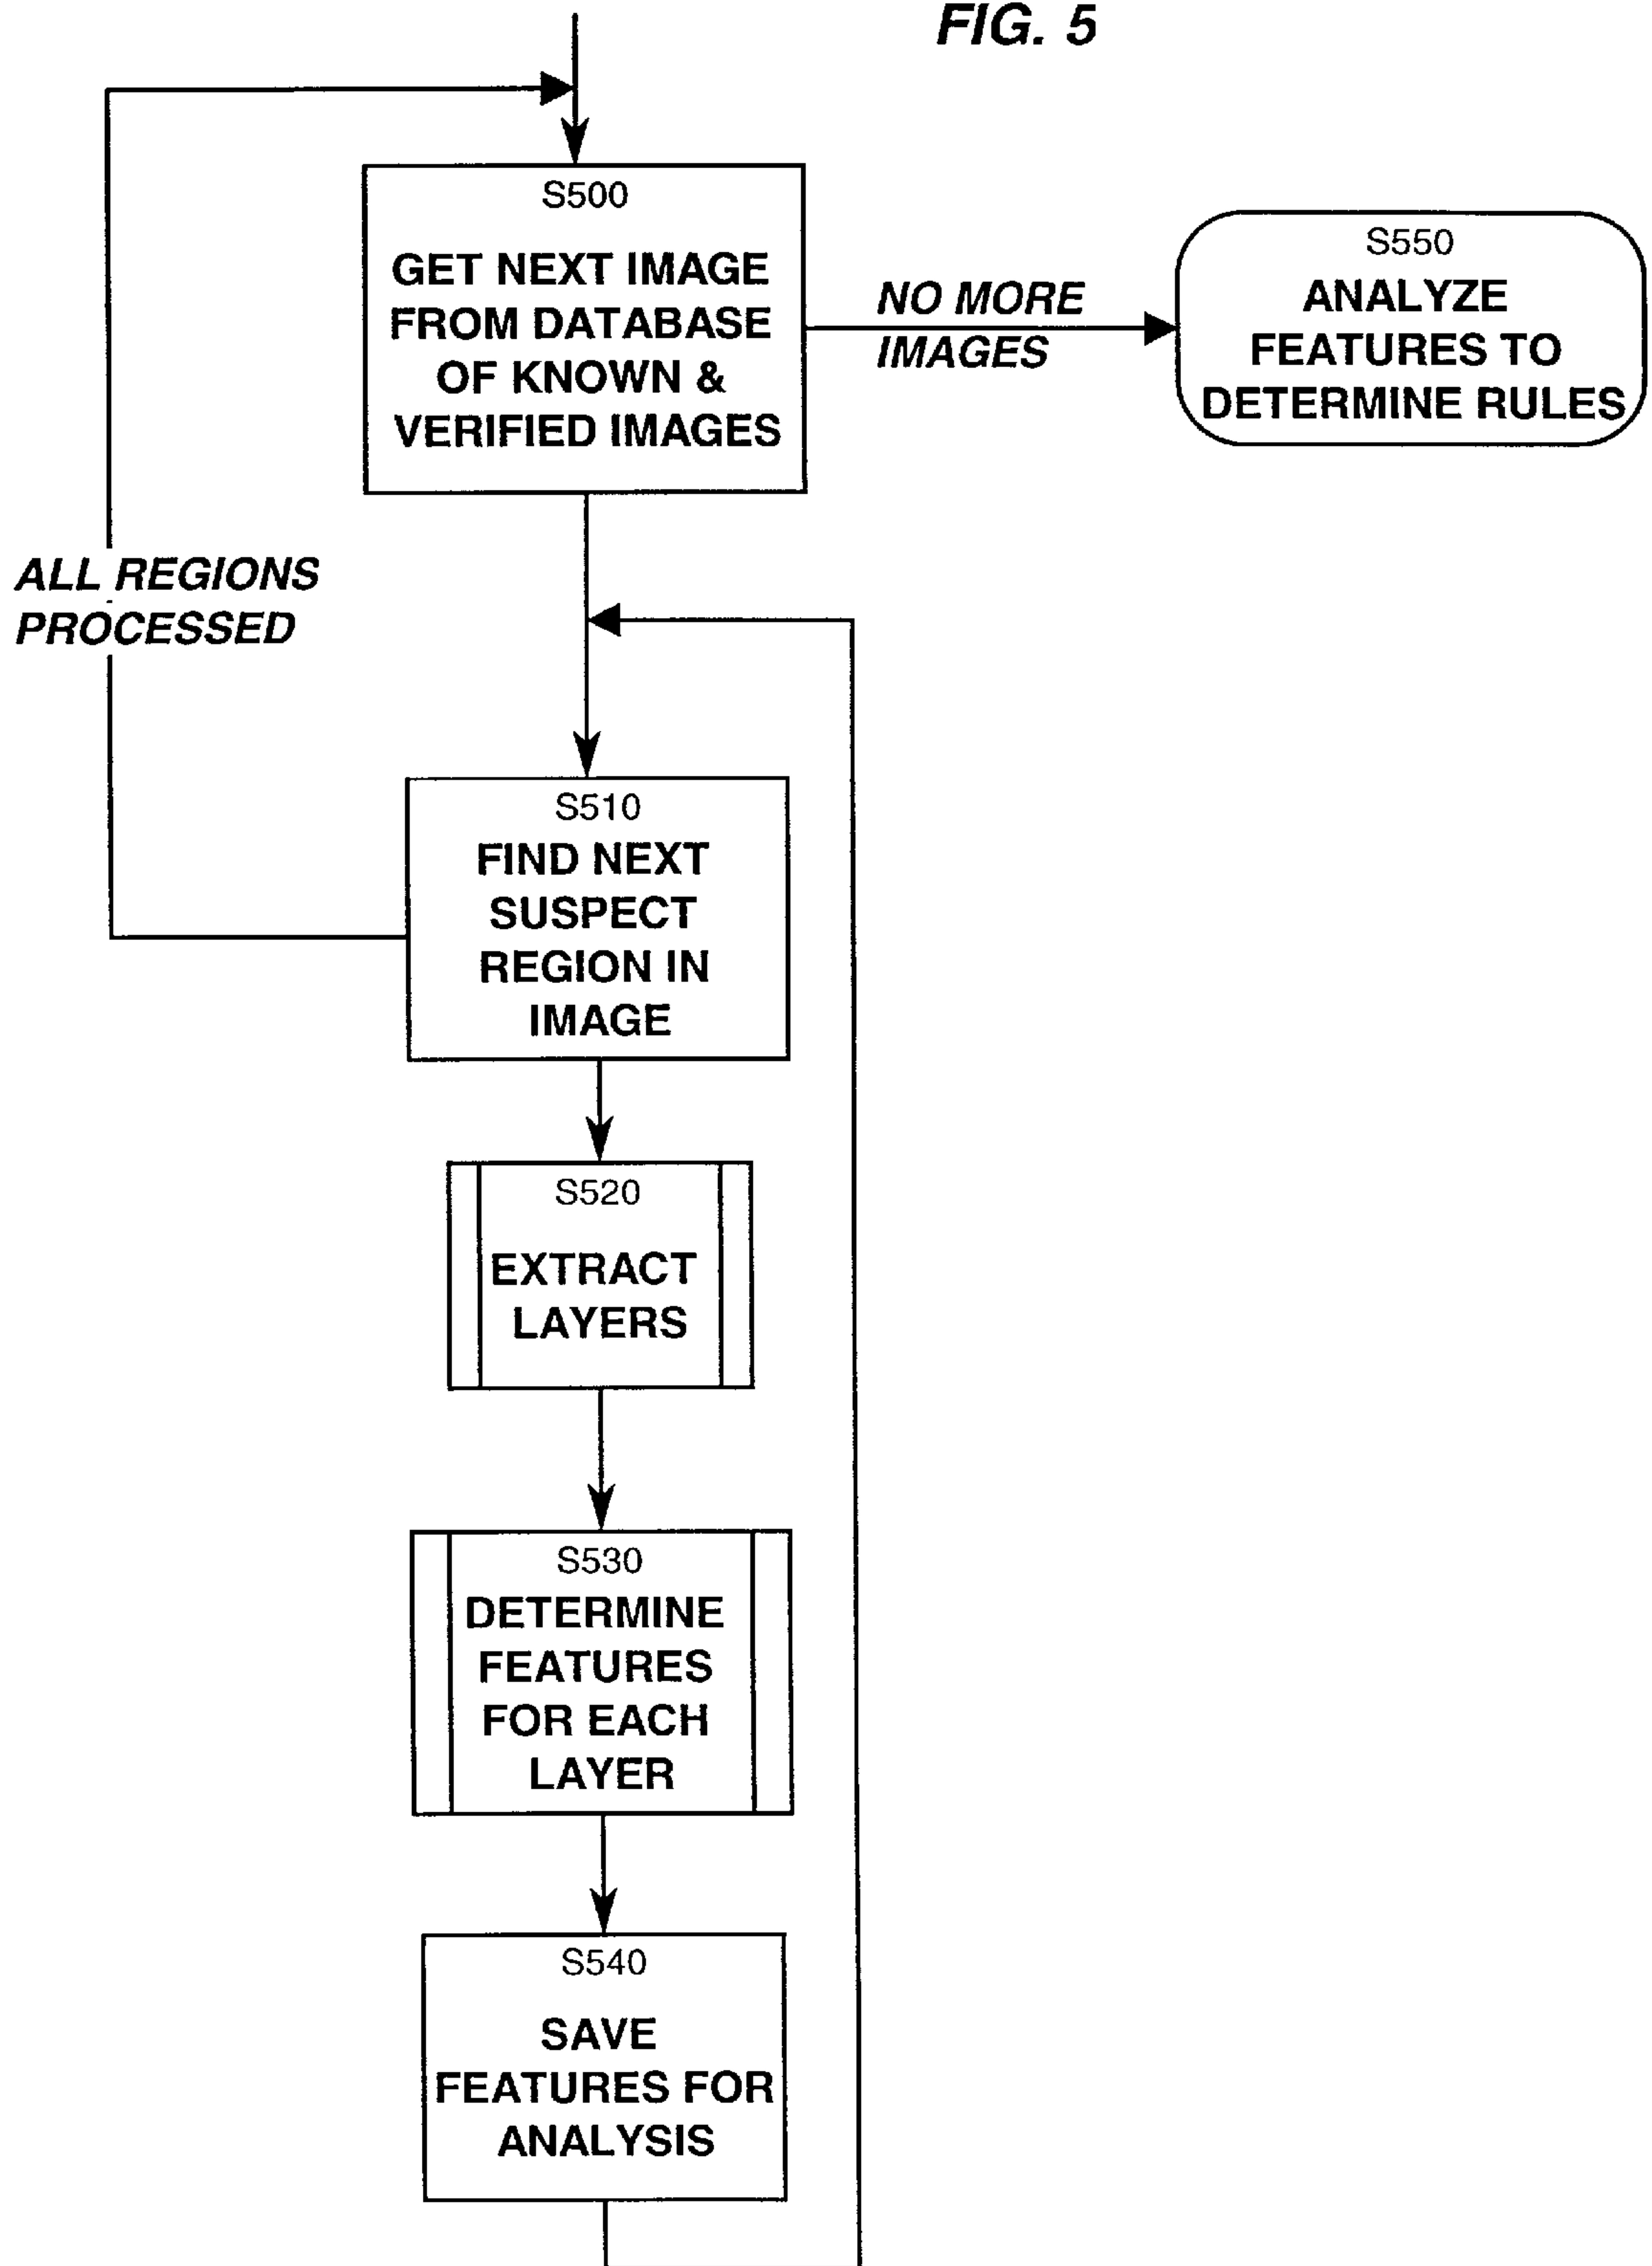 FIG. 5
S500
GET NEXT IMAGE
FROM DATABASE
OF KNOWN &
VERIFIED IMAGES
NO MORE
IMAGES
S550
ANALYZE
FEATURES TO
DETERMINE RULES
ALL REGIONS
PROCESSED
S510
FIND NEXT
SUSPECT
REGION IN
IMAGE
S520
EXTRACT
LAYERS
S530
DETERMINE
FEATURES
FOR EACH
LAYER
S540
SAVE
FEATURES FOR
ANALYSIS